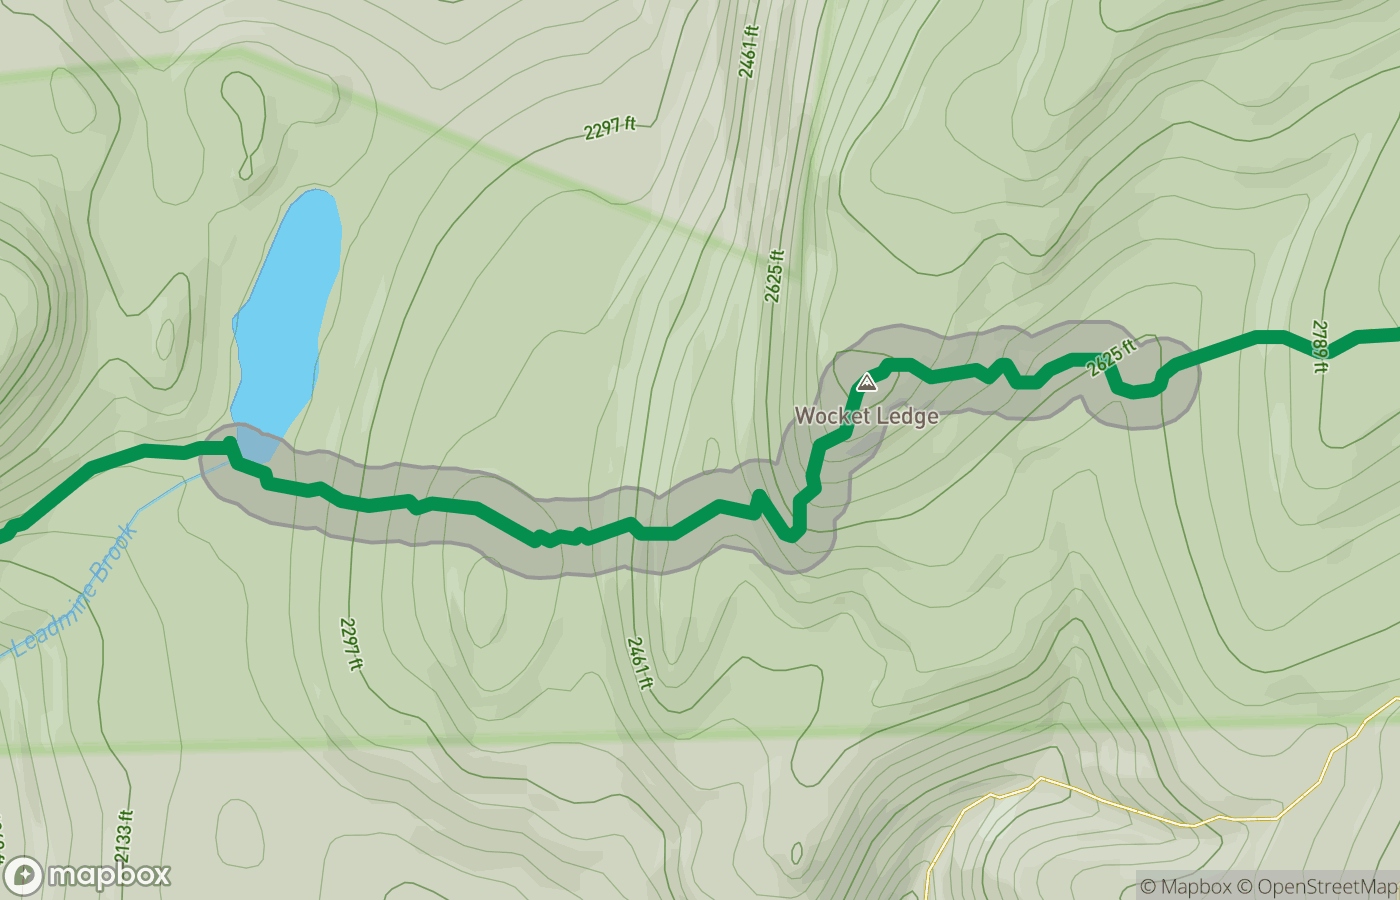 2461 ft
2297 ft
2625 ft
2789 ft
2625 ft
Wocket Ledge
Leadmine Brook
2297 ft
2461 ft
2133 ft
mapbox
© Mapbox © OpenStreetMap